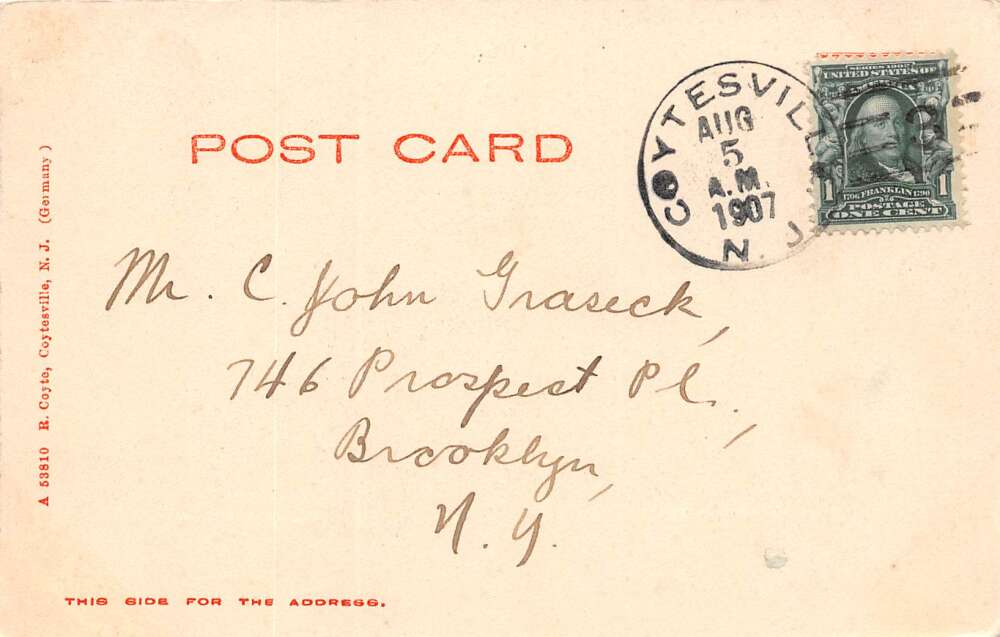 POST CARD
COYTESVILLE
AUG
5
A.M.
1907
N. J.
SERIES 1902
UNITED STATES OF
AMERICA
1706 FRANKLIN 1790
1 POSTAGE 1
ONE CENT
Mr. C. John Graseck,
746 Prospect Pl.,
Brooklyn,
N. Y.
A 53810 R. Coyte, Coytesville, N. J. (Germany)
THIS SIDE FOR THE ADDRESS.